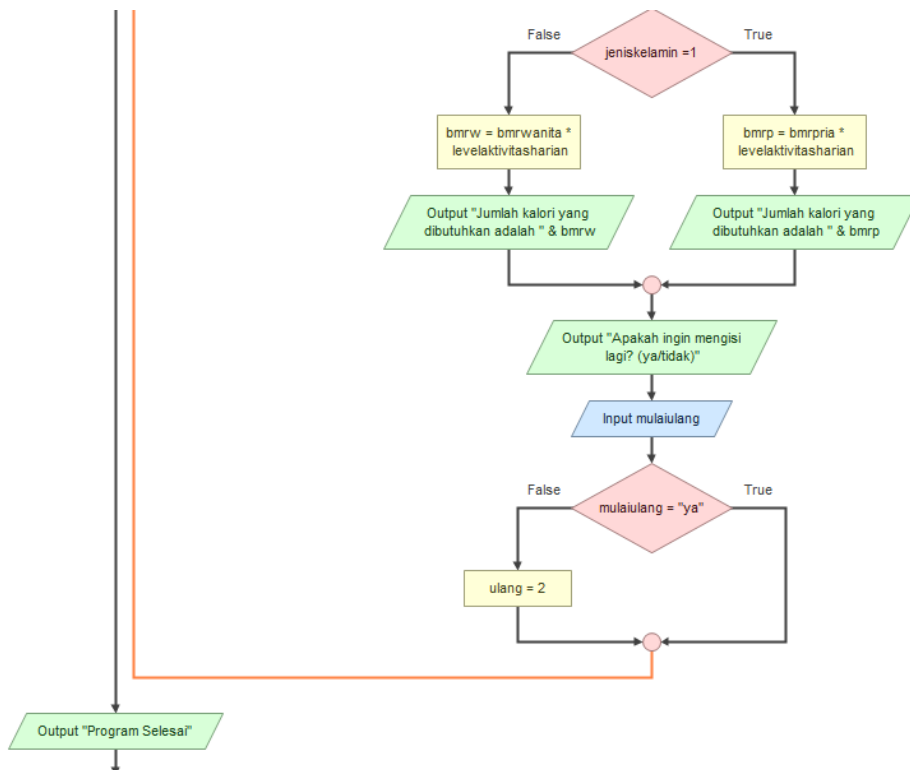 False
True
jeniskelamin =1
bmrw = bmrwanita *
levelaktivitasharian
bmrp = bmrpria *
levelaktivitasharian
Output "Jumlah kalori yang
dibutuhkan adalah " & bmrw
Output "Jumlah kalori yang
dibutuhkan adalah " & bmrp
Output "Apakah ingin mengisi
lagi? (ya/tidak)"
Input mulaiulang
False
True
mulaiulang = "ya"
ulang = 2
Output "Program Selesai"